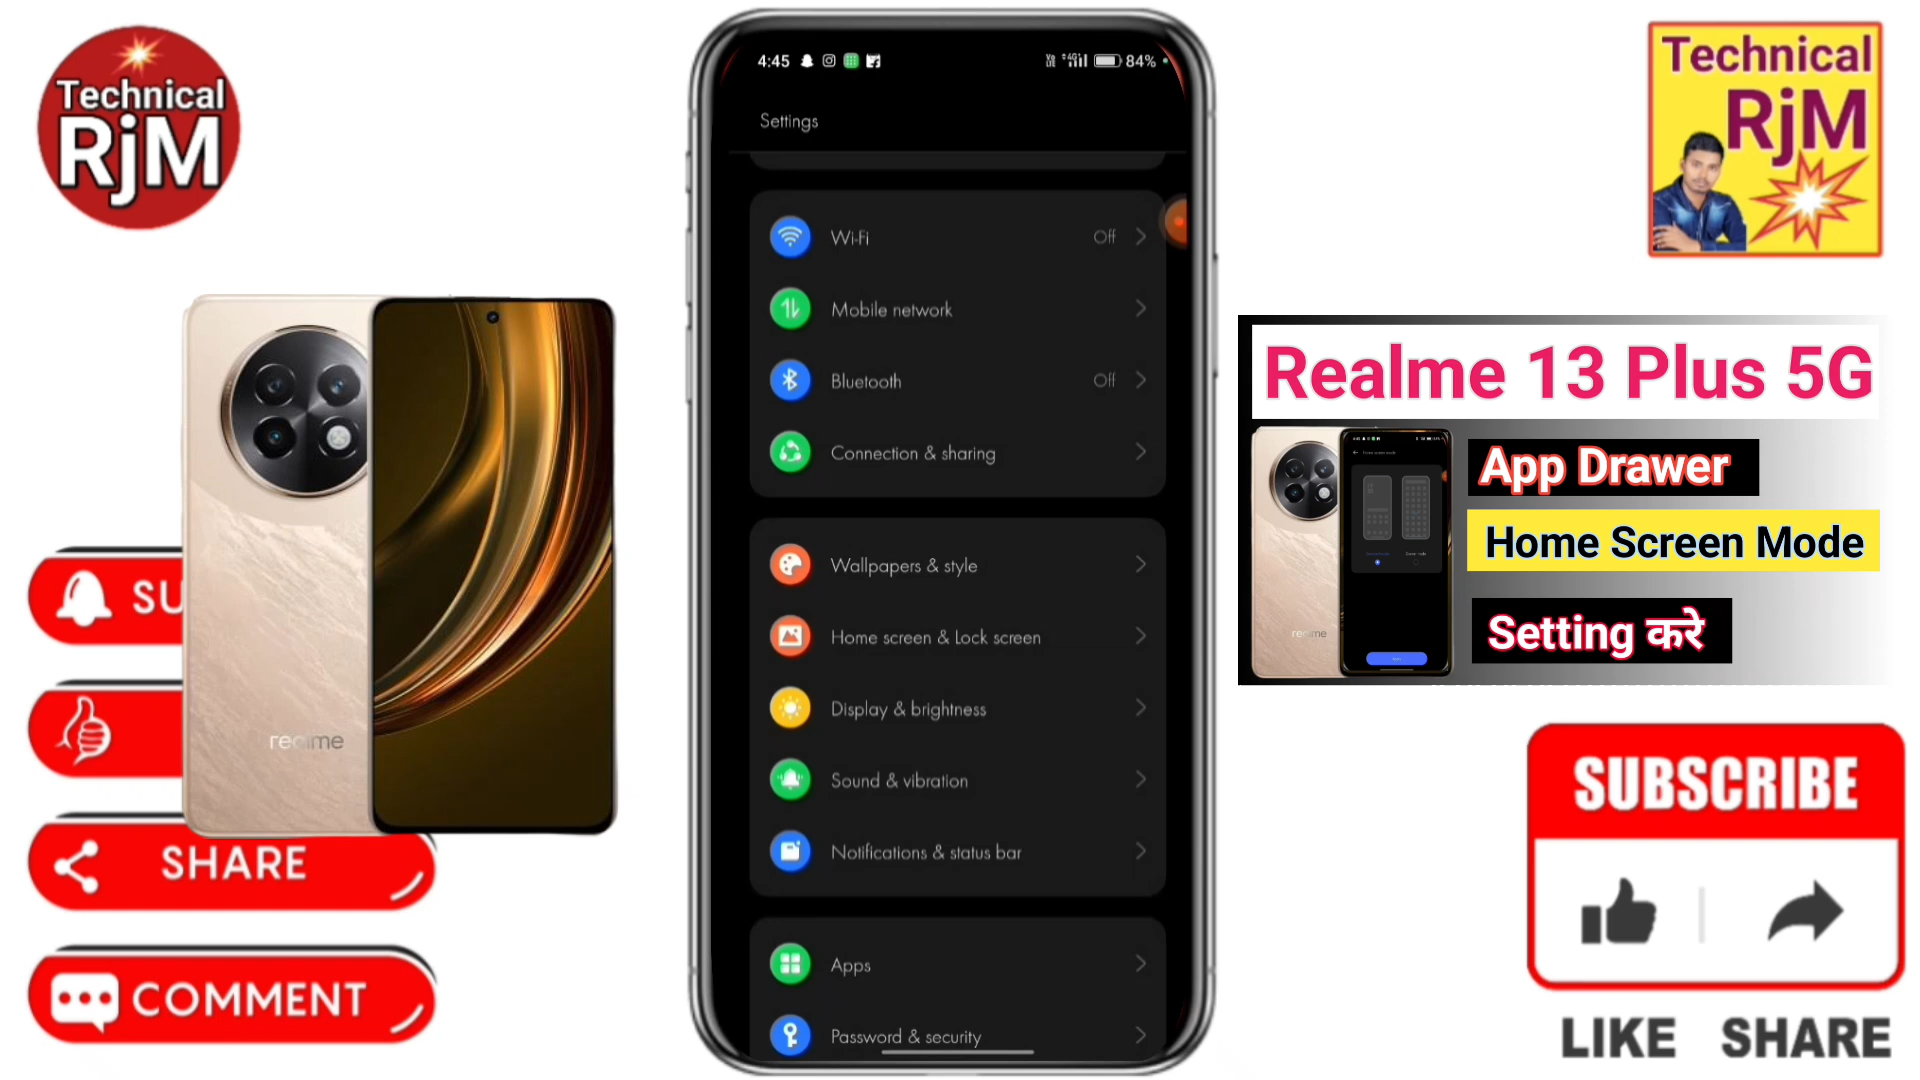 Technical
RjM
SU
SHARE
COMMENT
realme
4:45
84%
Settings
Wi-Fi
Off
Mobile network
Bluetooth
Off
Connection & sharing
Wallpapers & style
Home screen & Lock screen
Display & brightness
Sound & vibration
Notifications & status bar
Apps
Password & security
Technical
RjM
Realme 13 Plus 5G
App Drawer
Home Screen Mode
Setting करे
realme
SUBSCRIBE
LIKE SHARE